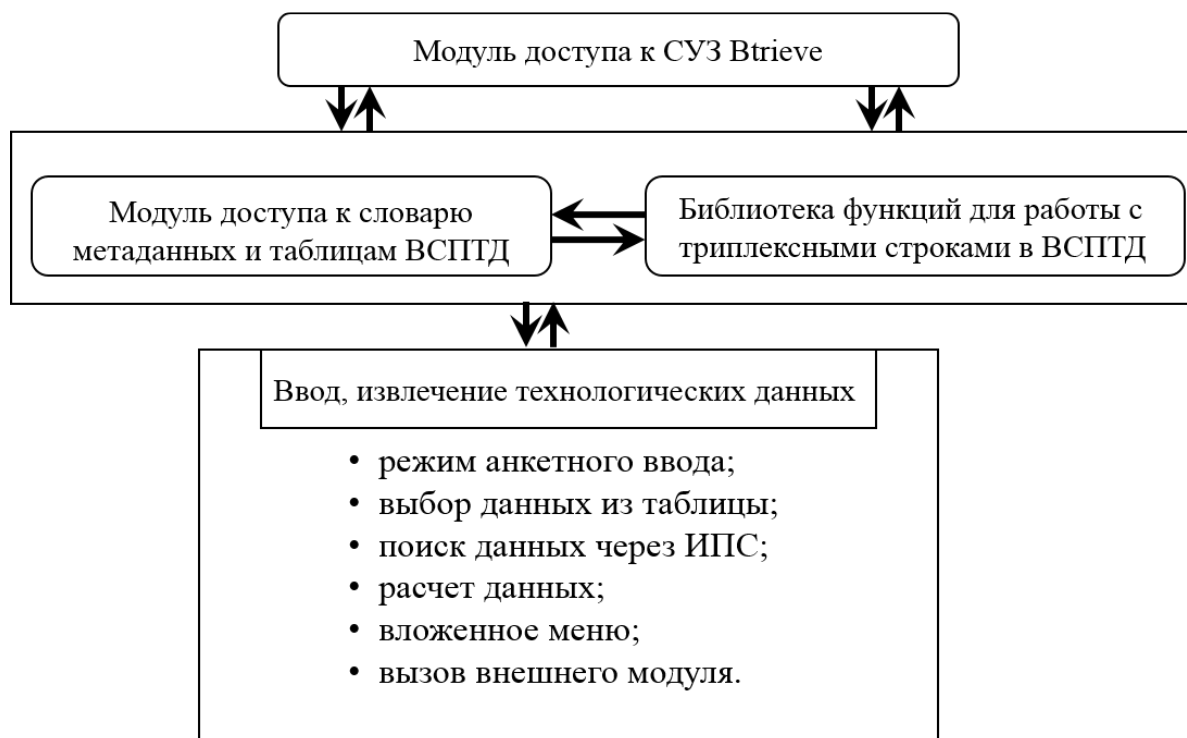 Модуль доступа к СУЗ Btrieve
Модуль доступа к словарю
метаданных и таблицам ВСПТД
Библиотека функций для работы с
триплексными строками в ВСПТД
Ввод, извлечение технологических данных
• режим анкетного ввода;
• выбор данных из таблицы;
• поиск данных через ИПС;
• расчет данных;
• вложенное меню;
• вызов внешнего модуля.